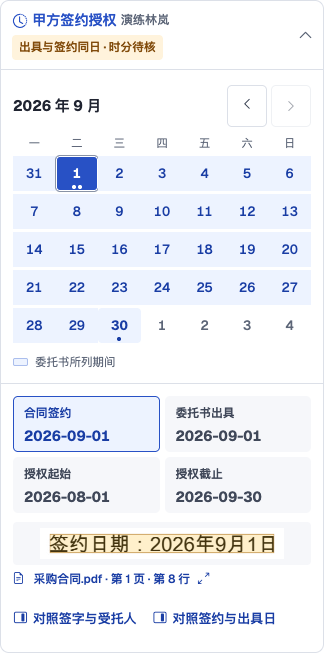 甲方签约授权 演练林岚
出具与签约同日 · 时分待核
2026 年 9 月
一 二 三 四 五 六 日
31 1 2 3 4 5 6
7 8 9 10 11 12 13
14 15 16 17 18 19 20
21 22 23 24 25 26 27
28 29 30 1 2 3 4
委托书所列期间
合同签约 委托书出具
2026-09-01 2026-09-01
授权起始 授权截止
2026-08-01 2026-09-30
签约日期：2026年9月1日
采购合同.pdf · 第 1 页 · 第 8 行
对照签字与受托人 对照签约与出具日